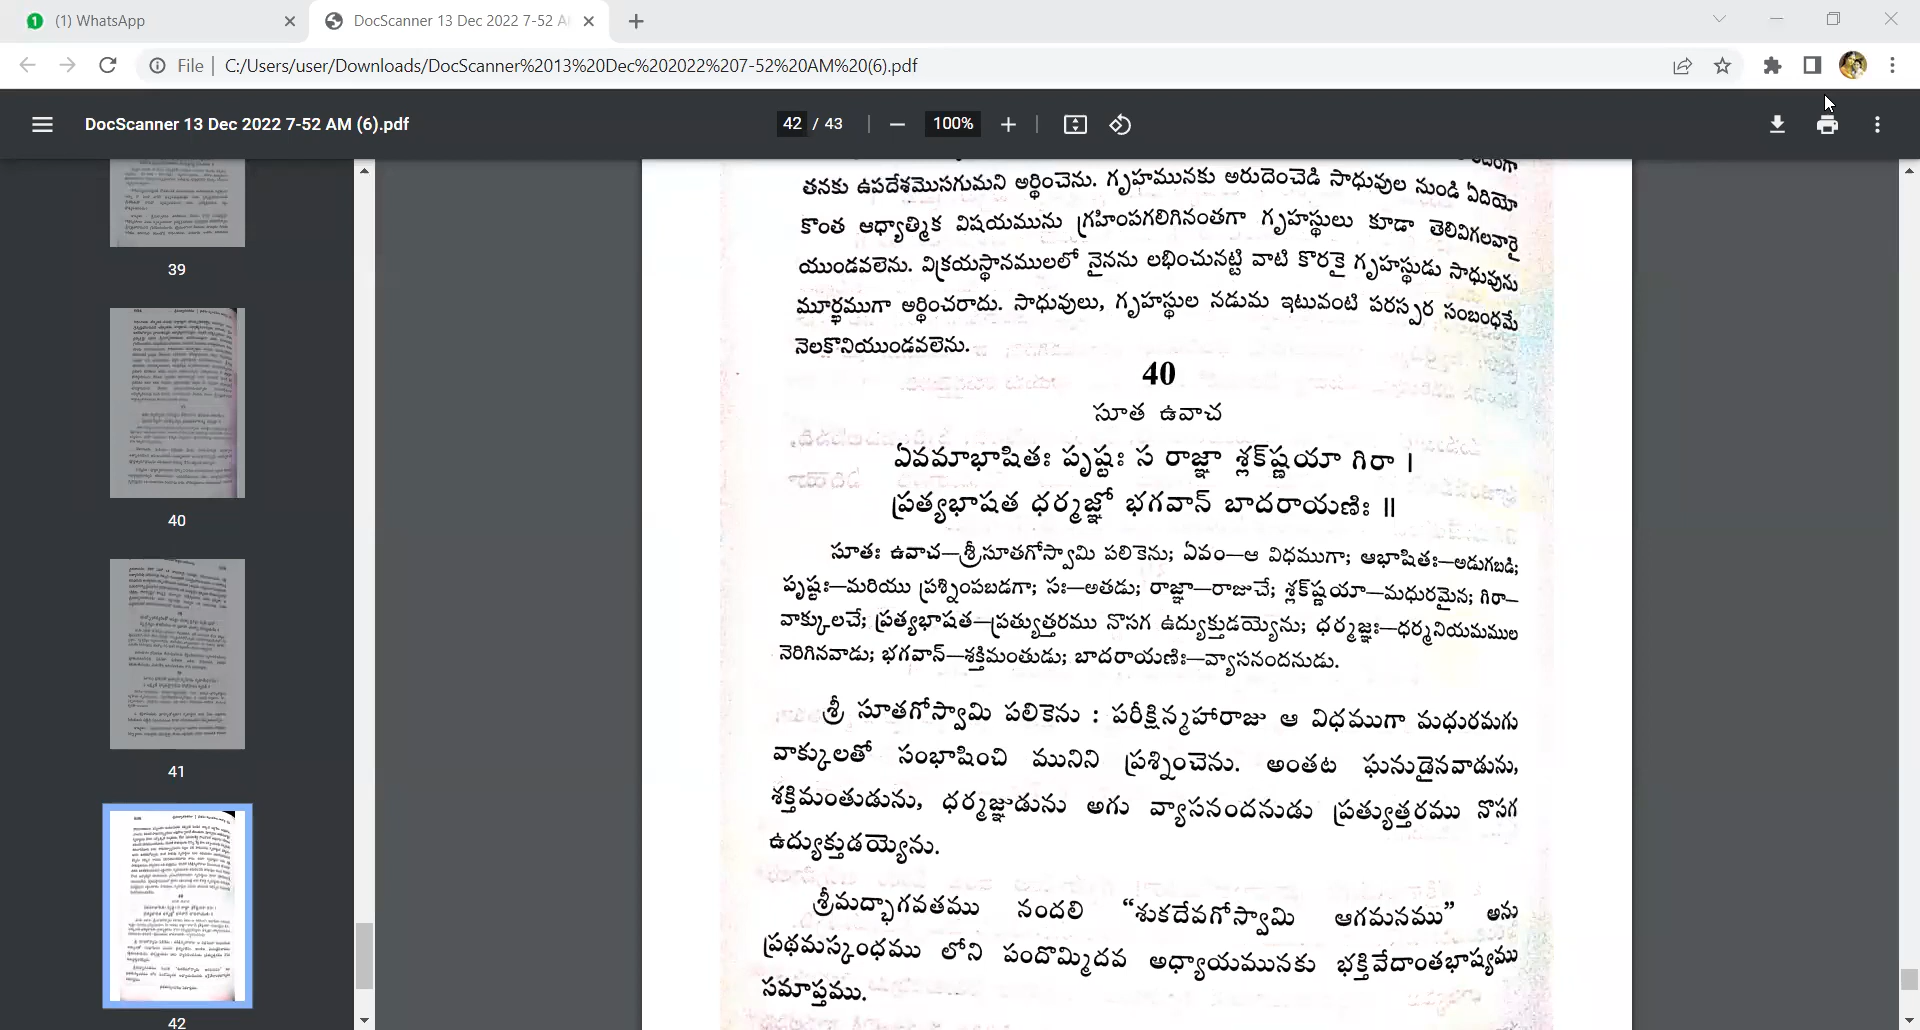 (1) WhatsApp
DocScanner 13 Dec 2022 7-52 A
File
C:/Users/user/Downloads/DocScanner%2013%20Dec%202022%207-52%20AM%20(6).pdf
DocScanner 13 Dec 2022 7-52 AM (6).pdf
42 / 43
100%
39
40
41
42
తనకు ఉపదేశమొసగుమని అర్థించెను. గృహమునకు అరుదెంచెడి సాధువుల నుండి ఏదియో
కొంత ఆధ్యాత్మిక విషయమును గ్రహింపగలిగినంతగా గృహస్థులు కూడా తెలివిగలవారై
యుండవలెను. విక్రయస్థానములలో నైనను లభించునట్టి వాటి కొరకై గృహస్థుడు సాధువును
మూర్ఖముగా అర్థించరాదు. సాధువులు, గృహస్థుల నడుమ ఇటువంటి పరస్పర సంబంధమే
నెలకొనియుండవలెను.
40
సూత ఉవాచ
ఏవమాభాషితః పృష్టః స రాజ్ఞా శ్లక్ష్ణయా గిరా ।
ప్రత్యభాషత ధర్మజ్ఞో భగవాన్ బాదరాయణిః ॥
సూతః ఉవాచ—శ్రీసూతగోస్వామి పలికెను; ఏవం—ఆ విధముగా; ఆభాషితః—అడుగబడి;
పృష్టః—మరియు ప్రశ్నింపబడగా; సః—అతడు; రాజ్ఞా—రాజుచే; శ్లక్ష్ణయా—మధురమైన; గిరా—
వాక్కులచే; ప్రత్యభాషత—ప్రత్యుత్తరము నొసగ ఉద్యుక్తుడయ్యెను; ధర్మజ్ఞః—ధర్మనియమముల
నెరిగినవాడు; భగవాన్—శక్తిమంతుడు; బాదరాయణిః—వ్యాసనందనుడు.
శ్రీ సూతగోస్వామి పలికెను : పరీక్షిన్మహారాజు ఆ విధముగా మధురమగు
వాక్కులతో సంభాషించి మునిని ప్రశ్నించెను. అంతట ఘనుడైనవాడును,
శక్తిమంతుడును, ధర్మజ్ఞుడును అగు వ్యాసనందనుడు ప్రత్యుత్తరము నొసగ
ఉద్యుక్తుడయ్యెను.
శ్రీమద్భాగవతము నందలి “శుకదేవగోస్వామి ఆగమనము” అను
ప్రథమస్కంధము లోని పందొమ్మిదవ అధ్యాయమునకు భక్తివేదాంతభాష్యము
సమాప్తము.